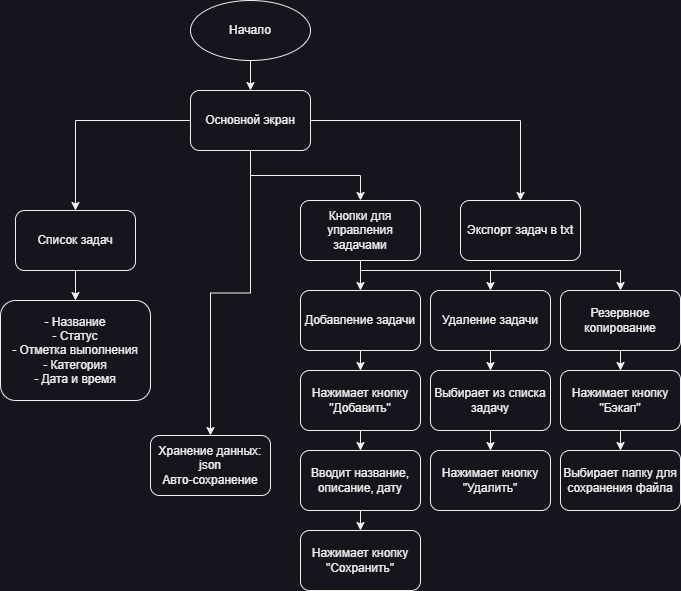 Начало
Основной экран
Список задач
Кнопки для
управления
задачами
Экспорт задач в txt
- Название
- Статус
- Отметка выполнения
- Категория
- Дата и время
Добавление задачи
Удаление задачи
Резервное
копирование
Нажимает кнопку
"Добавить"
Выбирает из списка
задачу
Нажимает кнопку
"Бэкап"
Хранение данных:
json
Авто-сохранение
Вводит название,
описание, дату
Нажимает кнопку
"Удалить"
Выбирает папку для
сохранения файла
Нажимает кнопку
"Сохранить"